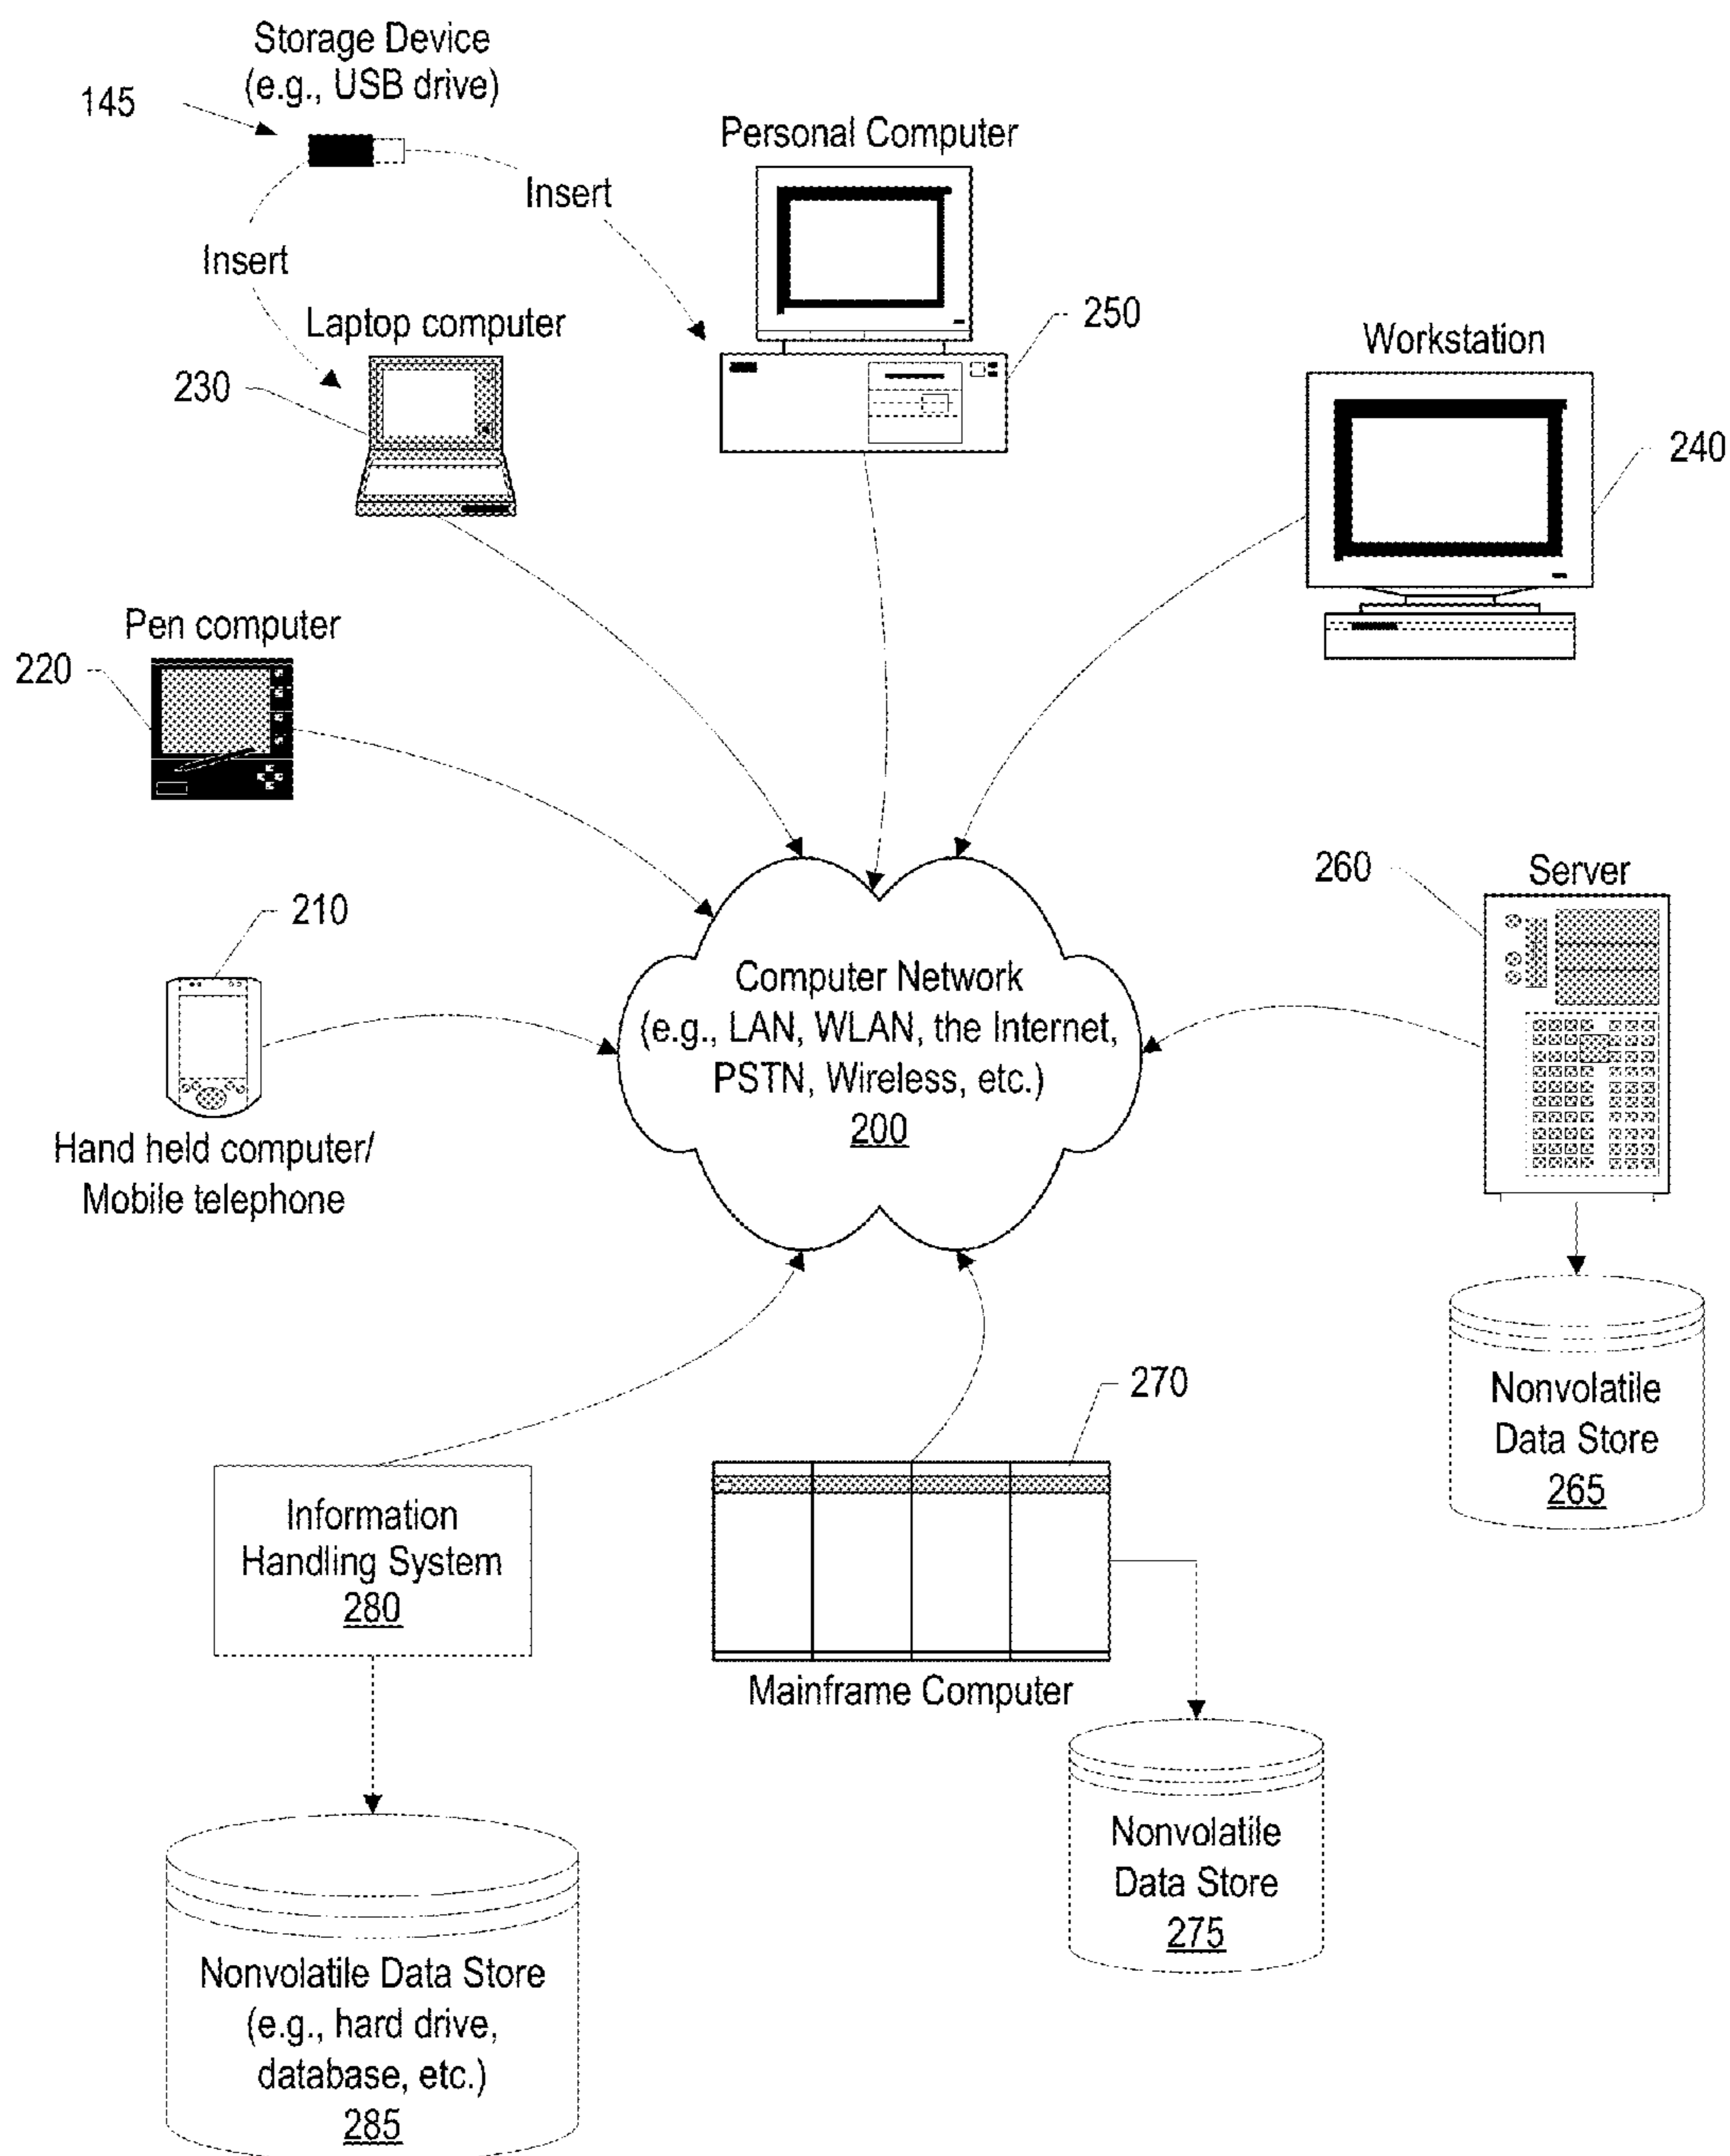 Storage Device
(e.g., USB drive)
145
Personal Computer
Insert
Insert
250
Laptop computer
230
Workstation
240
Pen computer
220
260
Server
210
Computer Network
(e.g., LAN, WLAN, the Internet,
PSTN, Wireless, etc.)
200
Hand held computer/
Mobile telephone
270
Nonvolatile
Data Store
265
Information
Handling System
280
Mainframe Computer
Nonvolatile
Data Store
275
Nonvolatile Data Store
(e.g., hard drive,
database, etc.)
285